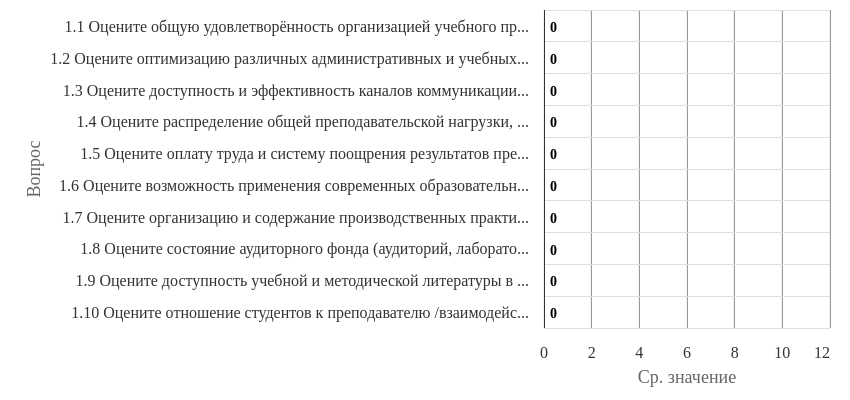 1.1 Оцените общую удовлетворённость организацией учебного пр... 0
1.2 Оцените оптимизацию различных административных и учебных... 0
1.3 Оцените доступность и эффективность каналов коммуникации... 0
1.4 Оцените распределение общей преподавательской нагрузки, ... 0
1.5 Оцените оплату труда и систему поощрения результатов пре... 0
1.6 Оцените возможность применения современных образовательн... 0
1.7 Оцените организацию и содержание производственных практи... 0
1.8 Оцените состояние аудиторного фонда (аудиторий, лаборато... 0
1.9 Оцените доступность учебной и методической литературы в ... 0
1.10 Оцените отношение студентов к преподавателю /взаимодейс... 0
Вопрос
0 2 4 6 8 10 12
Ср. значение